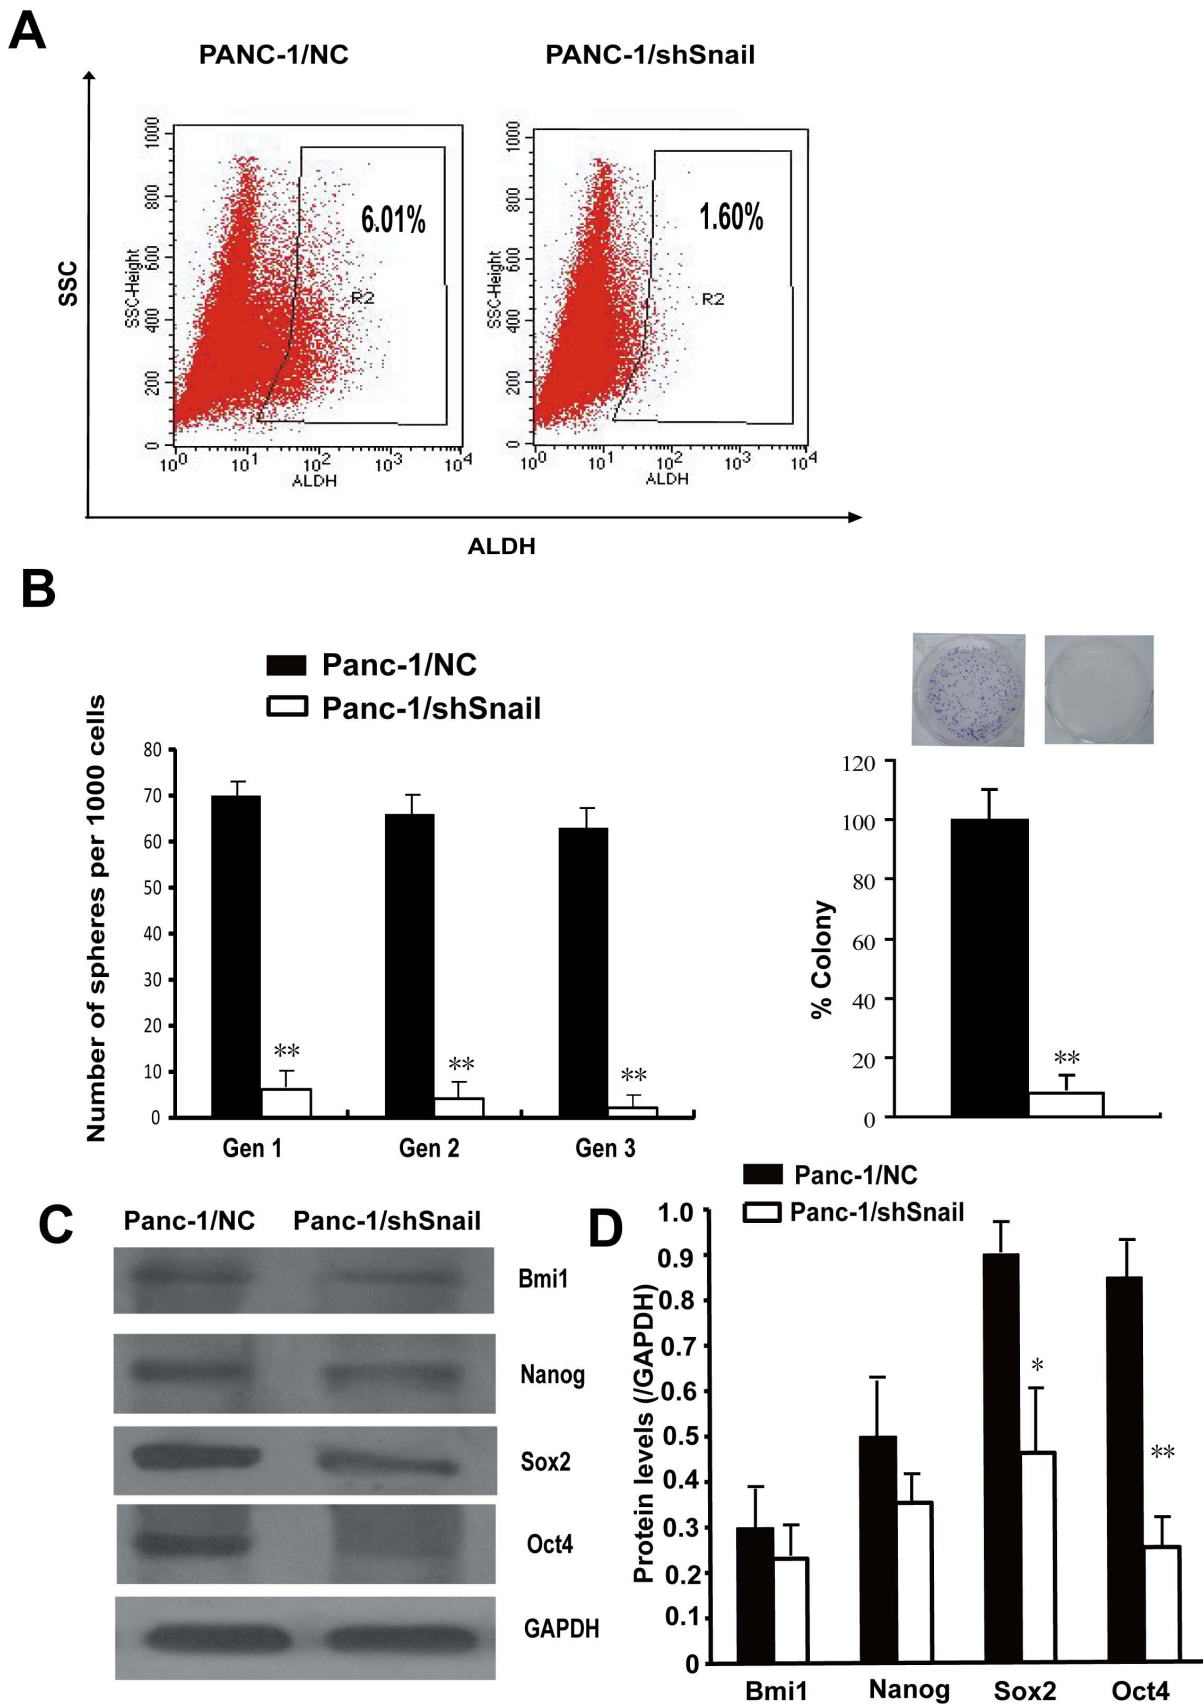 A
PANC-1/NC
PANC-1/shSnail
SSC
SSC-Height
1000
800
600
400
200
0
6.01%
R2
10^0 10^1 10^2 10^3 10^4
ALDH
SSC-Height
1000
800
600
400
200
0
1.60%
R2
10^0 10^1 10^2 10^3 10^4
ALDH
ALDH
B
Panc-1/NC
Panc-1/shSnail
Number of spheres per 1000 cells
80
70
60
50
40
30
20
10
0
**
**
**
Gen 1
Gen 2
Gen 3
% Colony
120
100
80
60
40
20
0
**
C
Panc-1/NC
Panc-1/shSnail
Bmi1
Nanog
Sox2
Oct4
GAPDH
D
Panc-1/NC
Panc-1/shSnail
Protein levels (/GAPDH)
1.0
0.9
0.8
0.7
0.6
0.5
0.4
0.3
0.2
0.1
0
*
**
Bmi1
Nanog
Sox2
Oct4